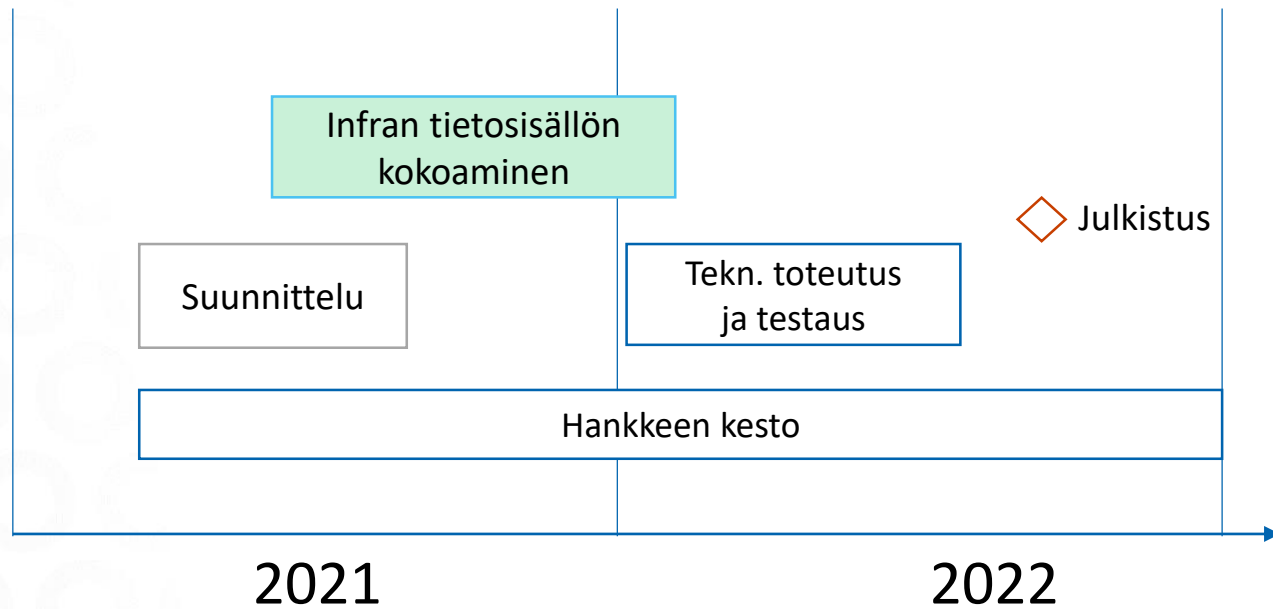 Infran tietosisällön
kokoaminen
Julkistus
Suunnittelu
Tekn. toteutus
ja testaus
Hankkeen kesto
2021
2022